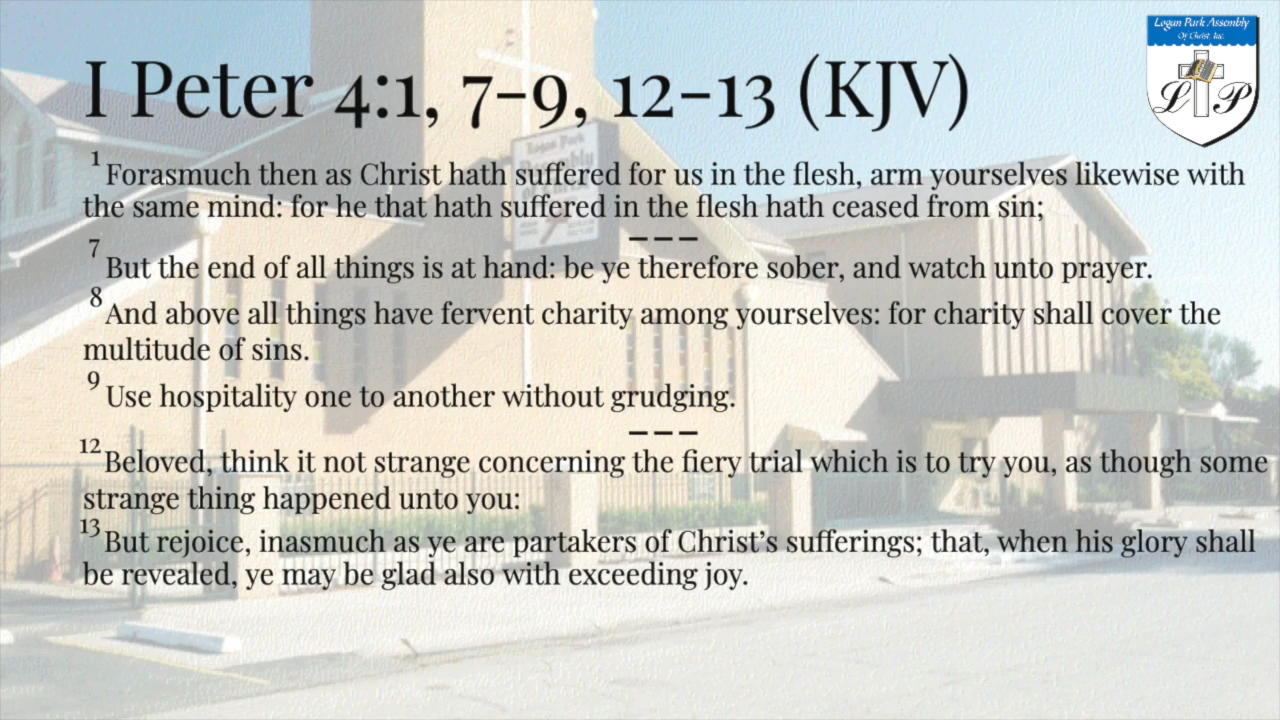 Logan Park Assembly
Of Christ, Inc.
L P
I Peter 4:1, 7-9, 12-13 (KJV)
1 Forasmuch then as Christ hath suffered for us in the flesh, arm yourselves likewise with
the same mind: for he that hath suffered in the flesh hath ceased from sin;
---
7 But the end of all things is at hand: be ye therefore sober, and watch unto prayer.
8 And above all things have fervent charity among yourselves: for charity shall cover the
multitude of sins.
9 Use hospitality one to another without grudging.
---
12 Beloved, think it not strange concerning the fiery trial which is to try you, as though some
strange thing happened unto you:
13 But rejoice, inasmuch as ye are partakers of Christ's sufferings; that, when his glory shall
be revealed, ye may be glad also with exceeding joy.
Logan Park
Assembly